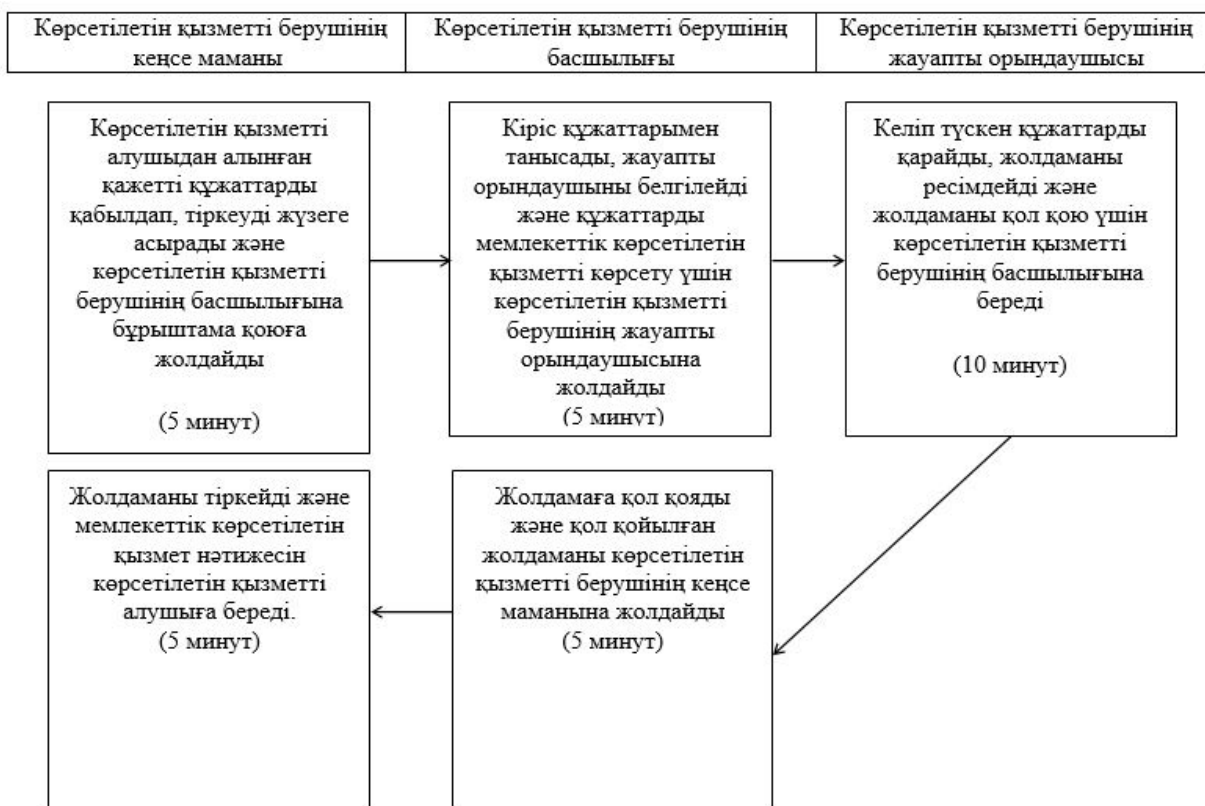 Көрсетілетін қызметті берушінің
кеңсе маманы
Көрсетілетін қызметті берушінің
басшылығы
Көрсетілетін қызметті берушінің
жауапты орындаушысы
Көрсетілетін қызметті
алушыдан алынған
қажетті құжаттарды
қабылдап, тіркеуді жүзеге
асырады және
көрсетілетін қызметті
берушінің басшылығына
бұрыштама қоюға
жолдайды
(5 минут)
Кіріс құжаттарымен
танысады, жауапты
орындаушыны белгілейді
және құжаттарды
мемлекеттік көрсетілетін
қызметті көрсету үшін
көрсетілетін қызметті
берушінің жауапты
орындаушысына
жолдайды
(5 минут)
Келіп түскен құжаттарды
қарайды, жолдаманы
ресімдейді және
жолдаманы қол қою үшін
көрсетілетін қызметті
берушінің басшылығына
береді
(10 минут)
Жолдаманы тіркейді және
мемлекеттік көрсетілетін
қызмет нәтижесін
көрсетілетін қызметті
алушыға береді.
(5 минут)
Жолдамаға қол қояды
және қол қойылған
жолдаманы көрсетілетін
қызметті берушінің кеңсе
маманына жолдайды
(5 минут)